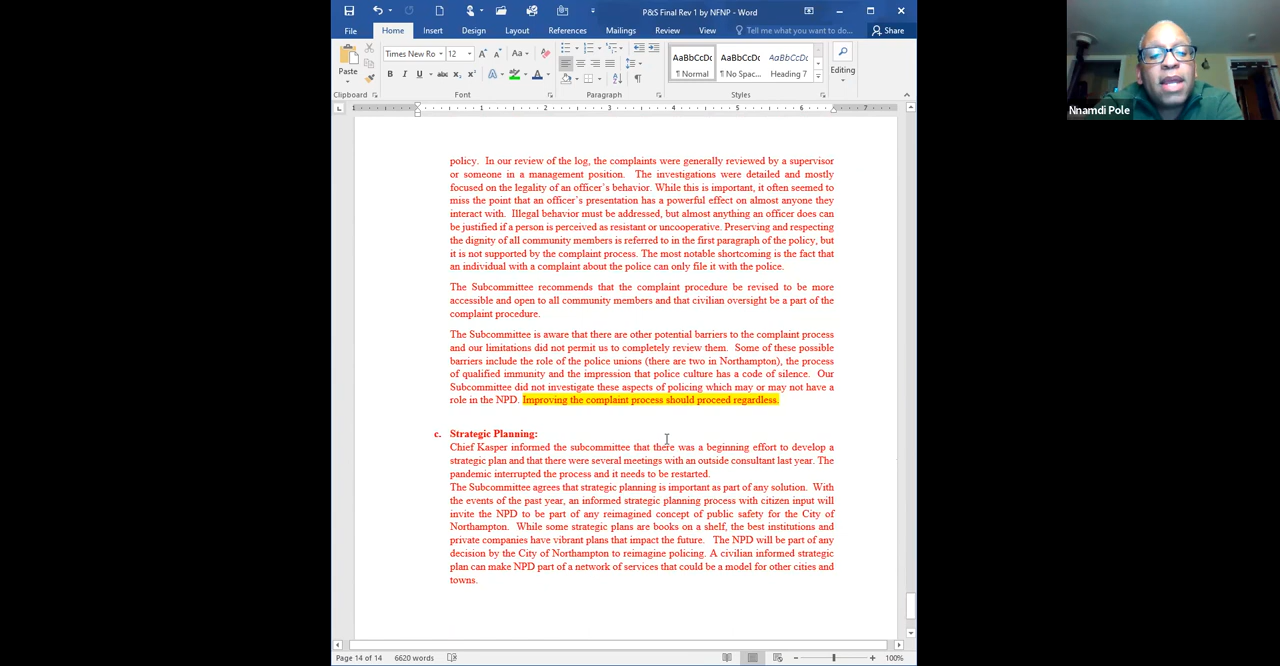 P&S Final Rev 1 by NFNP - Word
File Home Insert Design Layout References Mailings Review View Tell me what you want to do... Share
Paste
Times New Ro 12 Aa
B I U abc x₂ x²
AaBbCcDc AaBbCcDc AaBbCcDc
¶ Normal ¶ No Spac... Heading 7
Editing
Clipboard Font Paragraph Styles
1 1 2 3 4 5 6 7
policy. In our review of the log, the complaints were generally reviewed by a supervisor
or someone in a management position. The investigations were detailed and mostly
focused on the legality of an officer's behavior. While this is important, it often seemed to
miss the point that an officer's presentation has a powerful effect on almost anyone they
interact with. Illegal behavior must be addressed, but almost anything an officer does can
be justified if a person is perceived as resistant or uncooperative. Preserving and respecting
the dignity of all community members is referred to in the first paragraph of the policy, but
it is not supported by the complaint process. The most notable shortcoming is the fact that
an individual with a complaint about the police can only file it with the police.
The Subcommittee recommends that the complaint procedure be revised to be more
accessible and open to all community members and that civilian oversight be a part of the
complaint procedure.
The Subcommittee is aware that there are other potential barriers to the complaint process
and our limitations did not permit us to completely review them. Some of these possible
barriers include the role of the police unions (there are two in Northampton), the process
of qualified immunity and the impression that police culture has a code of silence. Our
Subcommittee did not investigate these aspects of policing which may or may not have a
role in the NPD. Improving the complaint process should proceed regardless.
c. Strategic Planning:
Chief Kasper informed the subcommittee that there was a beginning effort to develop a
strategic plan and that there were several meetings with an outside consultant last year. The
pandemic interrupted the process and it needs to be restarted.
The Subcommittee agrees that strategic planning is important as part of any solution. With
the events of the past year, an informed strategic planning process with citizen input will
invite the NPD to be part of any reimagined concept of public safety for the City of
Northampton. While some strategic plans are books on a shelf, the best institutions and
private companies have vibrant plans that impact the future. The NPD will be part of any
decision by the City of Northampton to reimagine policing. A civilian informed strategic
plan can make NPD part of a network of services that could be a model for other cities and
towns.
Page 14 of 14 6620 words 100%
Nnamdi Pole